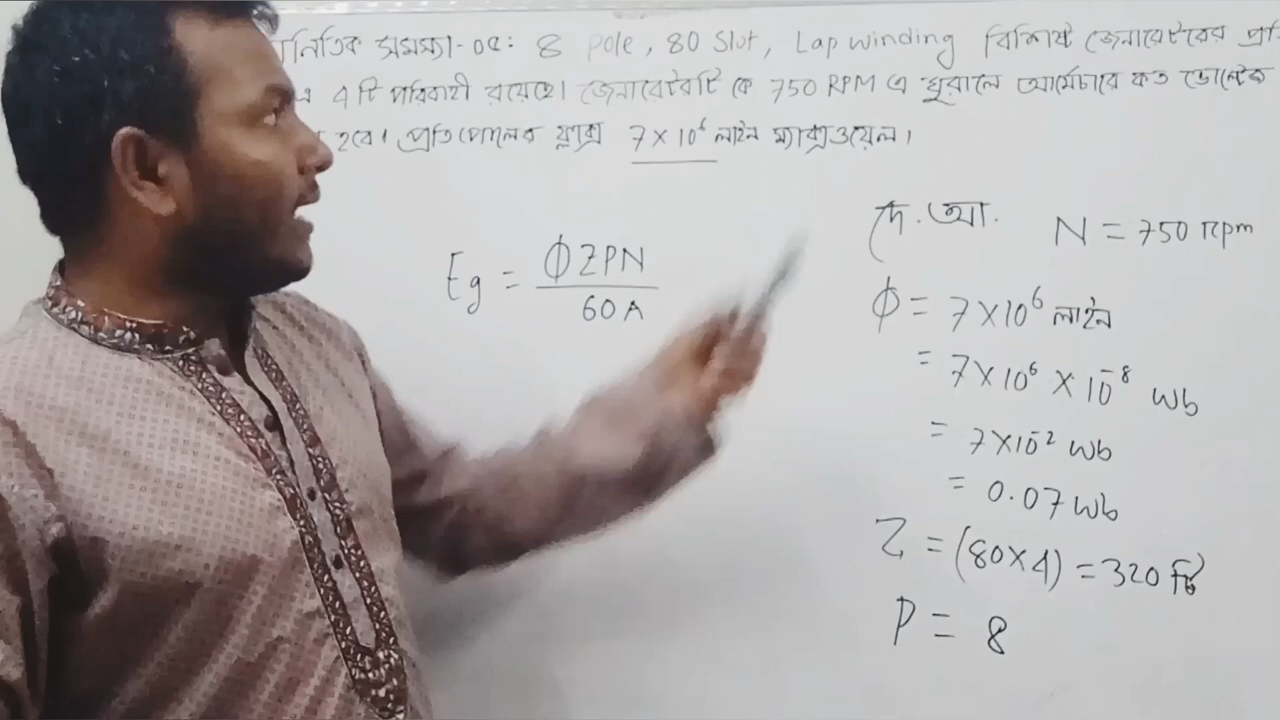 সমস্যা-০৫: 8 Pole, 80 Slot, Lap winding বিশিষ্ট জেনারেটরের প্রতি
4 টি পরিবাহী রয়েছে। জেনারেটরটি কে 750 RPM এ ঘুরালে আর্মেচারে কত ভোল্টেজ
হবে। প্রতি পোলের ফ্লাক্স 7 × 10⁶ লাইন ম্যাক্সওয়েল।
দে. আ.
N = 750 rpm
Eg = ϕZPN / 60A
ϕ = 7×10⁶ লাইন
= 7×10⁶ × 10⁻⁸ wb
= 7×10⁻² wb
= 0.07 wb
Z = (80×4) = 320 টি
P = 8